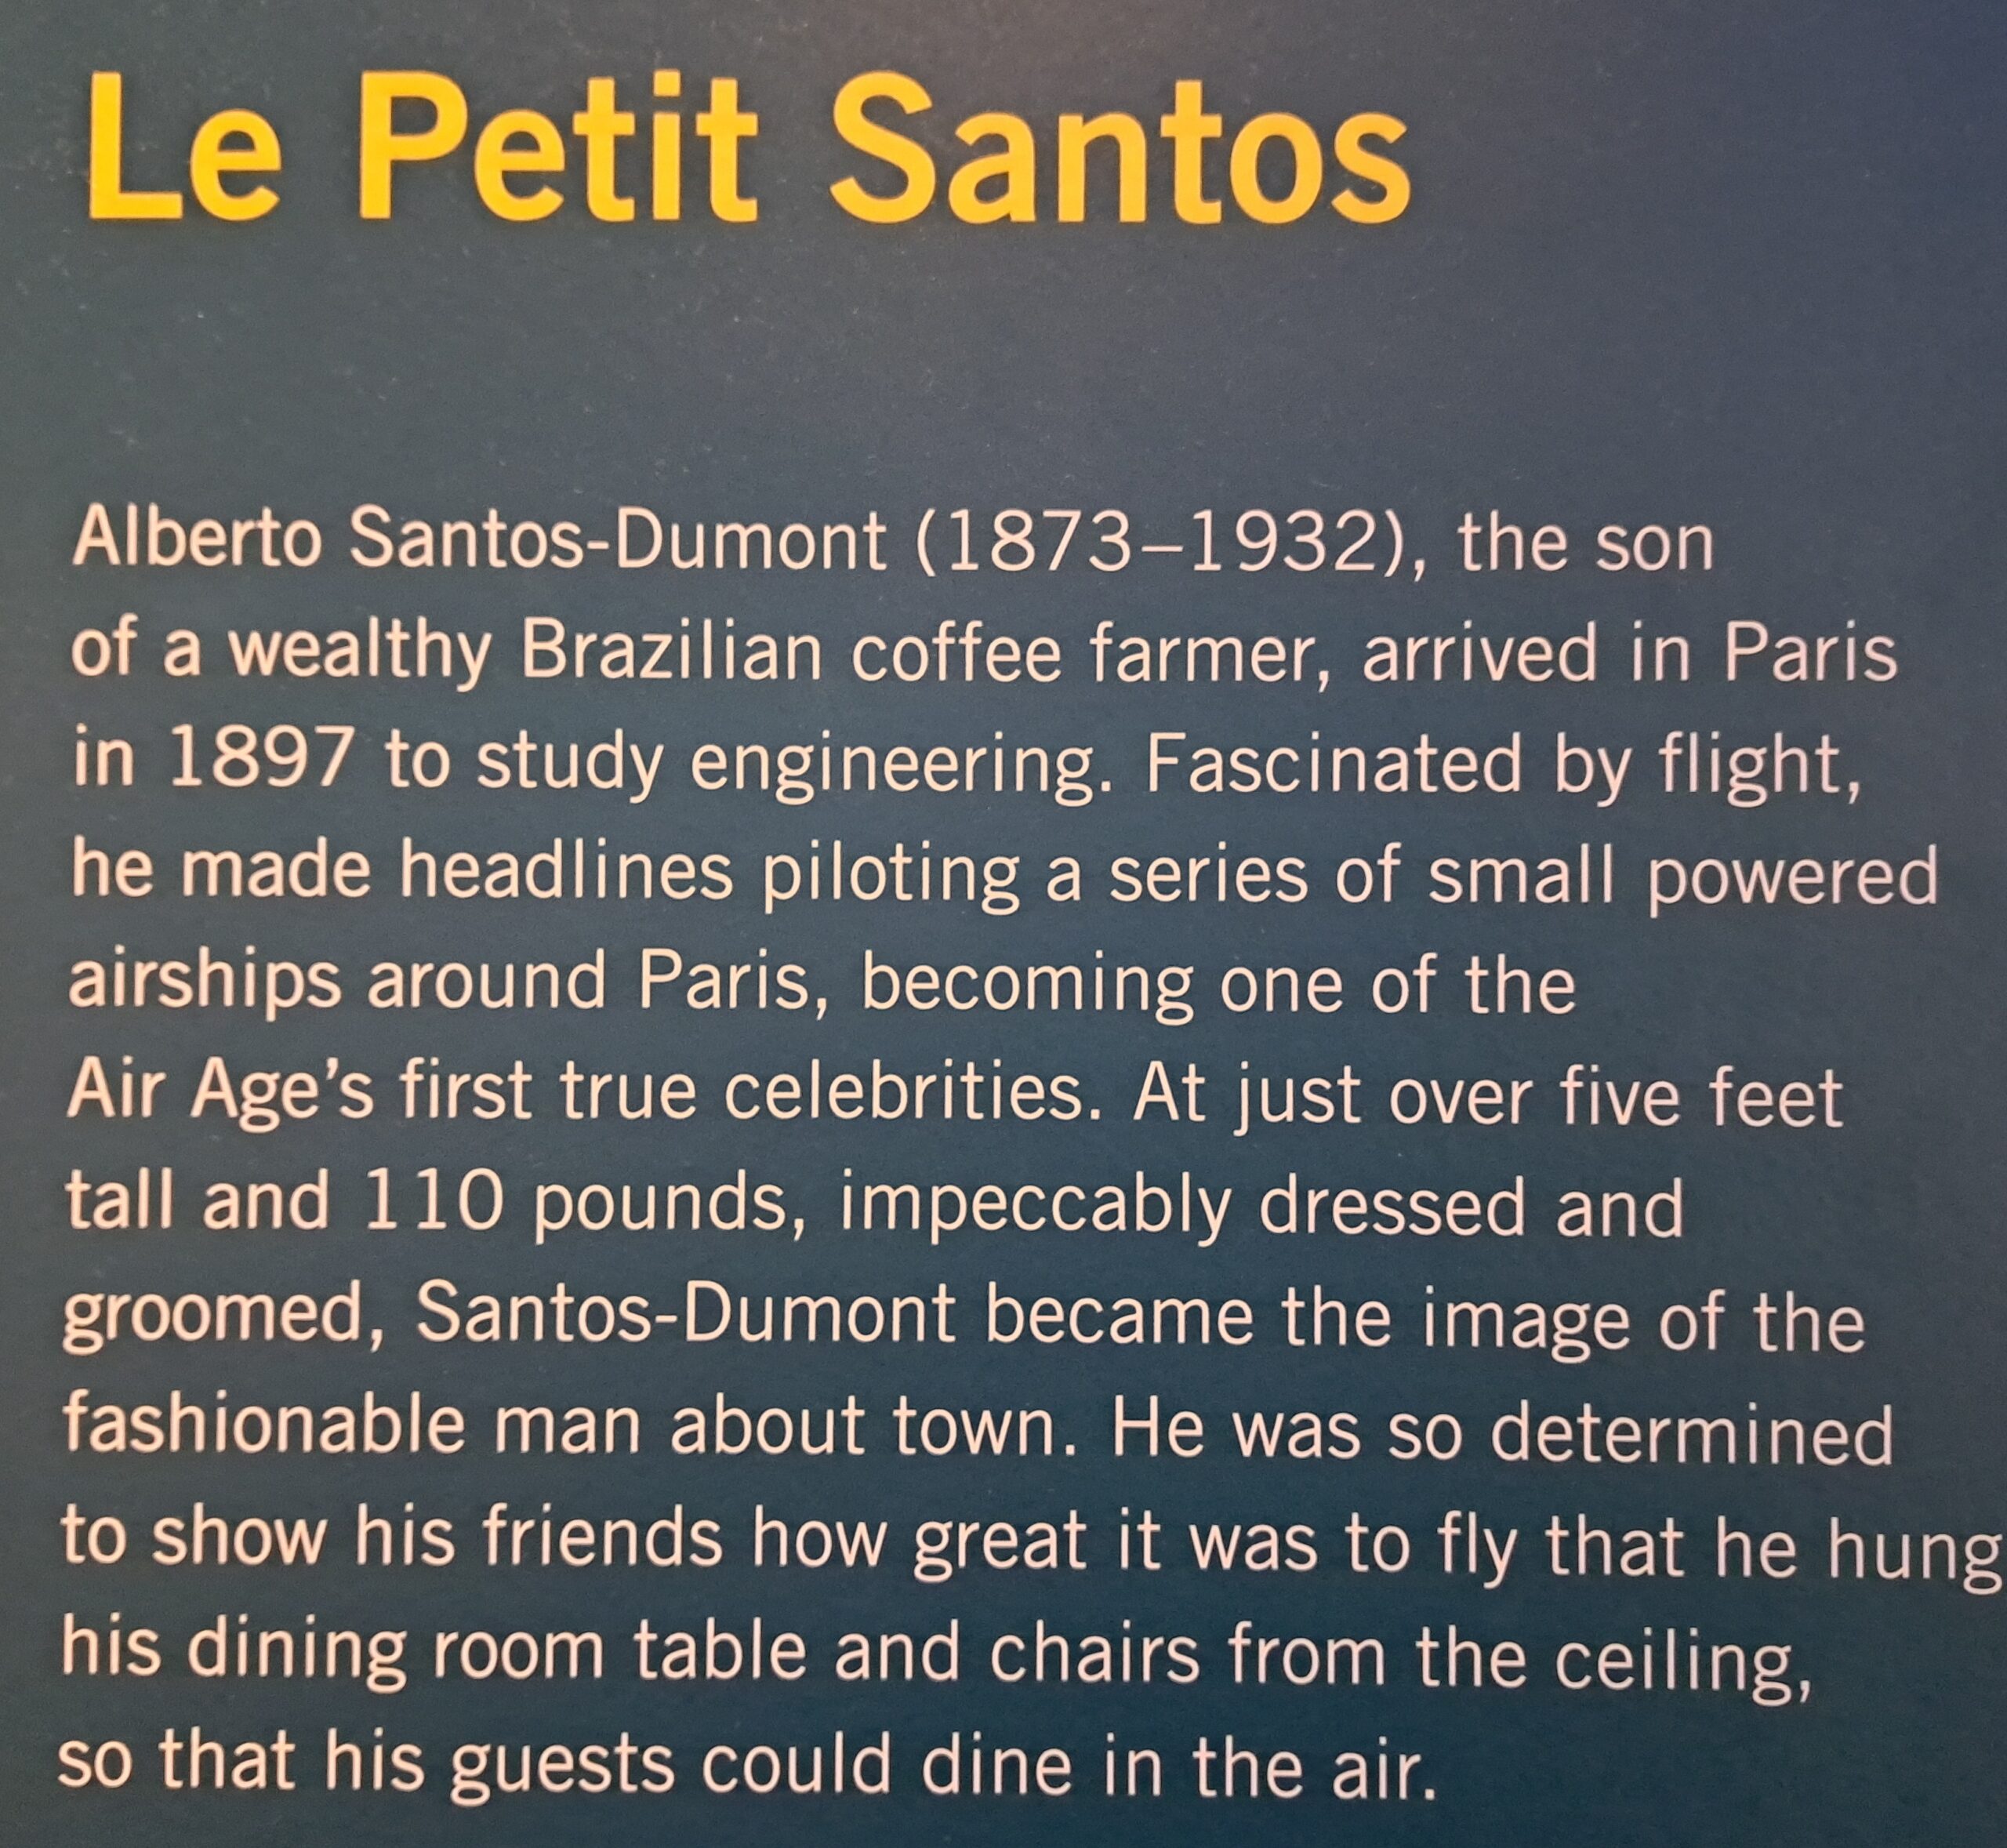 Le Petit Santos
Alberto Santos-Dumont (1873–1932), the son
of a wealthy Brazilian coffee farmer, arrived in Paris
in 1897 to study engineering. Fascinated by flight,
he made headlines piloting a series of small powered
airships around Paris, becoming one of the
Air Age’s first true celebrities. At just over five feet
tall and 110 pounds, impeccably dressed and
groomed, Santos-Dumont became the image of the
fashionable man about town. He was so determined
to show his friends how great it was to fly that he hung
his dining room table and chairs from the ceiling,
so that his guests could dine in the air.